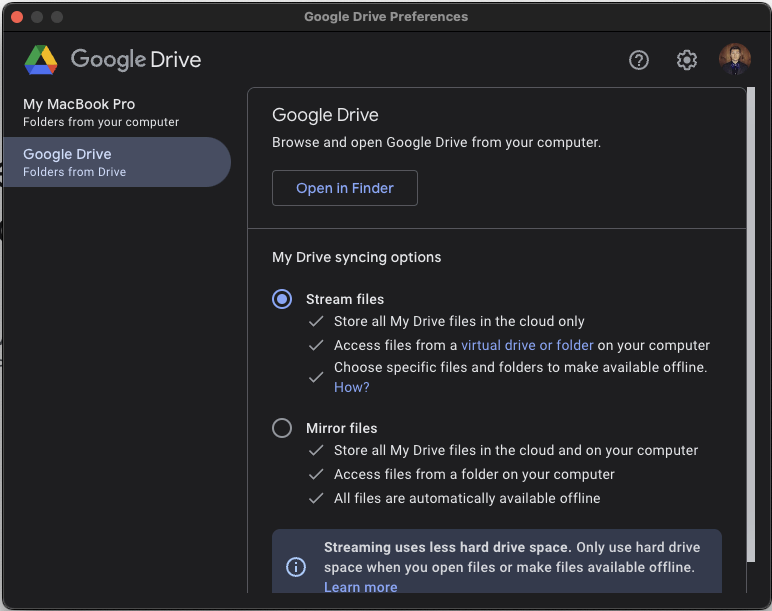 Google Drive Preferences
Google Drive
My MacBook Pro
Folders from your computer
Google Drive
Folders from Drive
Google Drive
Browse and open Google Drive from your computer.
Open in Finder
My Drive syncing options
Stream files
Store all My Drive files in the cloud only
Access files from a virtual drive or folder on your computer
Choose specific files and folders to make available offline.
How?
Mirror files
Store all My Drive files in the cloud and on your computer
Access files from a folder on your computer
All files are automatically available offline
Streaming uses less hard drive space. Only use hard drive
space when you open files or make files available offline.
Learn more